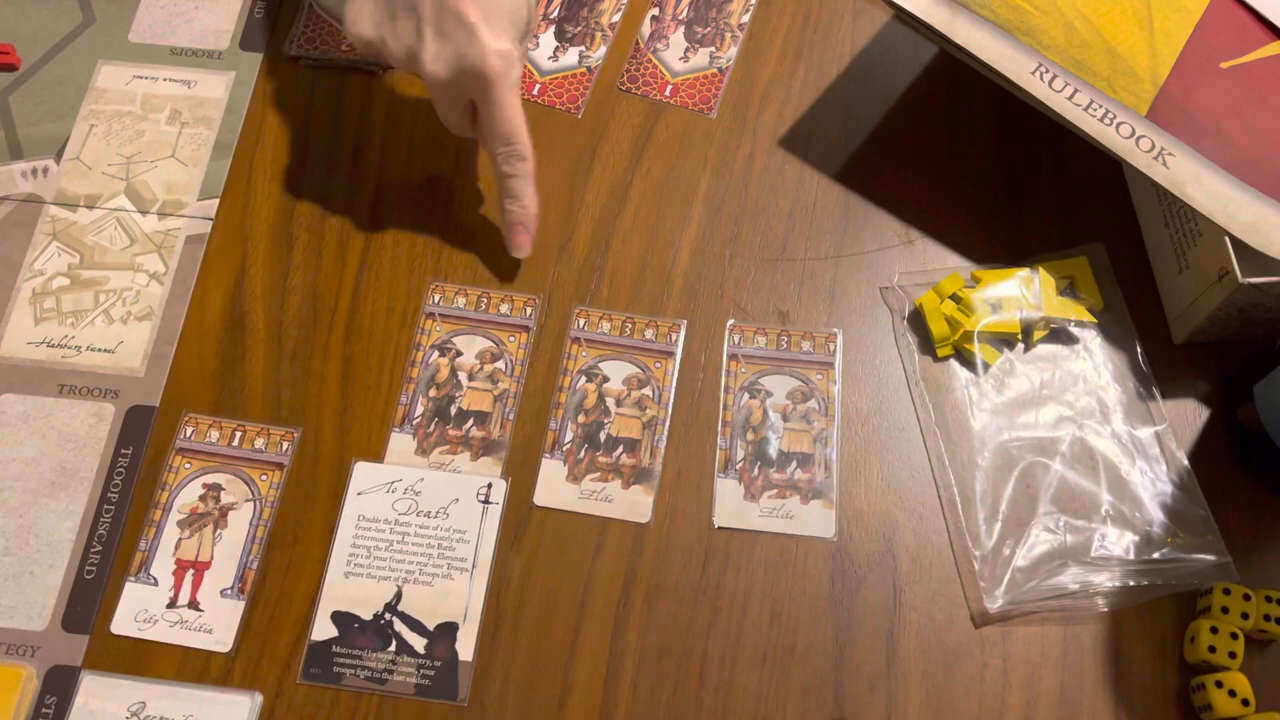 ARD
TROOPS
Ottoman tunnel
Habsburg tunnel
TROOPS
TROOP DISCARD
TEGY
ST
I
I
RULEBOOK
3
Elite
3
Elite
3
Elite
1
City Militia
To the
Death
Double the Battle value of 1 of your
front-line Troops. Immediately after
determining who won the Battle
during the Resolution step, Eliminate
any 1 of your front or rear-line Troops.
If you do not have any Troops left,
ignore this part of the Event.
Motivated by loyalty, bravery, or
commitment to the cause, your
troops fight to the last soldier.